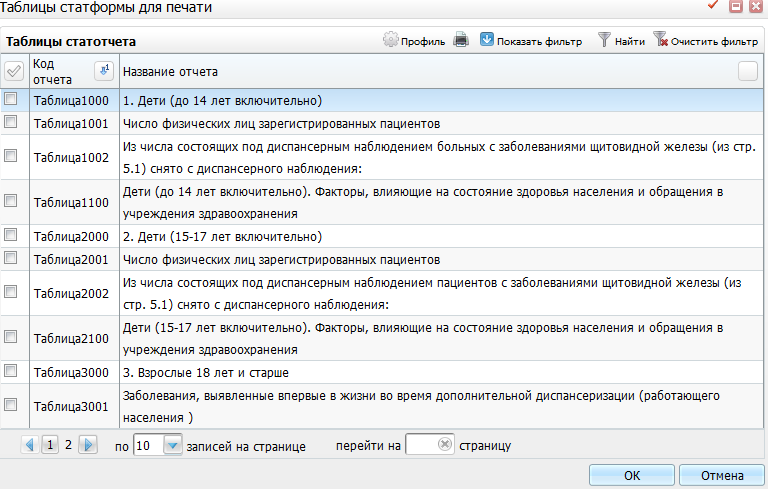 Таблицы статформы для печати
Таблицы статотчета
Профиль
Показать фильтр
Найти
Очистить фильтр
Код отчета
Название отчета
Таблица1000 1. Дети (до 14 лет включительно)
Таблица1001 Число физических лиц зарегистрированных пациентов
Таблица1002 Из числа состоящих под диспансерным наблюдением больных с заболеваниями щитовидной железы (из стр.
5.1) снято с диспансерного наблюдения:
Таблица1100 Дети (до 14 лет включительно). Факторы, влияющие на состояние здоровья населения и обращения в
учреждения здравоохранения
Таблица2000 2. Дети (15-17 лет включительно)
Таблица2001 Число физических лиц зарегистрированных пациентов
Таблица2002 Из числа состоящих под диспансерным наблюдением пациентов с заболеваниями щитовидной железы (из
стр. 5.1) снято с диспансерного наблюдения:
Таблица2100 Дети (15-17 лет включительно). Факторы, влияющие на состояние здоровья населения и обращения в
учреждения здравоохранения
Таблица3000 3. Взрослые 18 лет и старше
Таблица3001 Заболевания, выявленные впервые в жизни во время дополнительной диспансеризации (работающего
населения )
1 2 по 10 записей на странице перейти на страницу
ОК Отмена